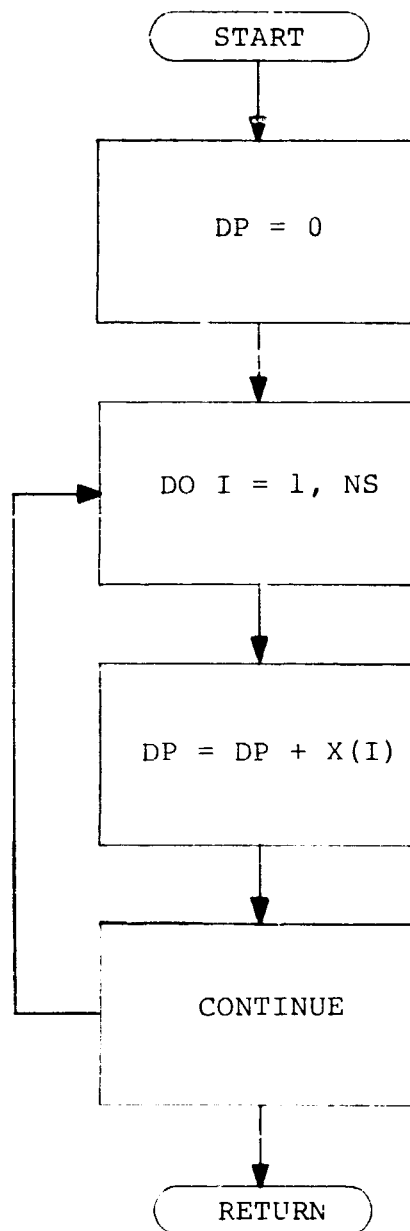 START
DP = 0
DO I = 1, NS
DP = DP + X(I)
CONTINUE
RETURN